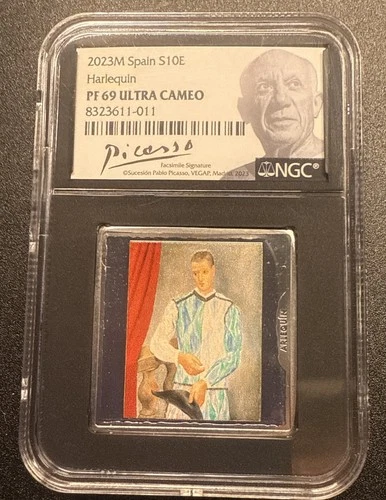 2023M Spain S10E
Harlequin
PF 69 ULTRA CAMEO
8323611-011
Picasso
Facsimile Signature
©Sucesión Pablo Picasso, VEGAP, Madrid, 2023
NGC®
ARLEQUÍN